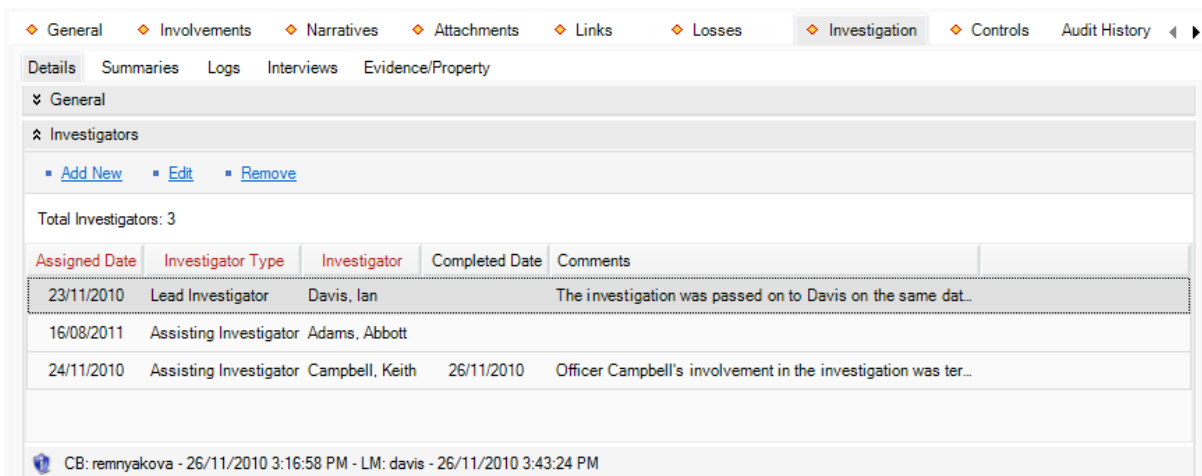 General Involvements Narratives Attachments Links Losses Investigation Controls Audit History
Details Summaries Logs Interviews Evidence/Property
General
Investigators
Add New Edit Remove
Total Investigators: 3
Assigned Date Investigator Type Investigator Completed Date Comments
23/11/2010 Lead Investigator Davis, Ian The investigation was passed on to Davis on the same dat...
16/08/2011 Assisting Investigator Adams, Abbott
24/11/2010 Assisting Investigator Campbell, Keith 26/11/2010 Officer Campbell's involvement in the investigation was ter...
CB: remnyakova - 26/11/2010 3:16:58 PM - LM: davis - 26/11/2010 3:43:24 PM